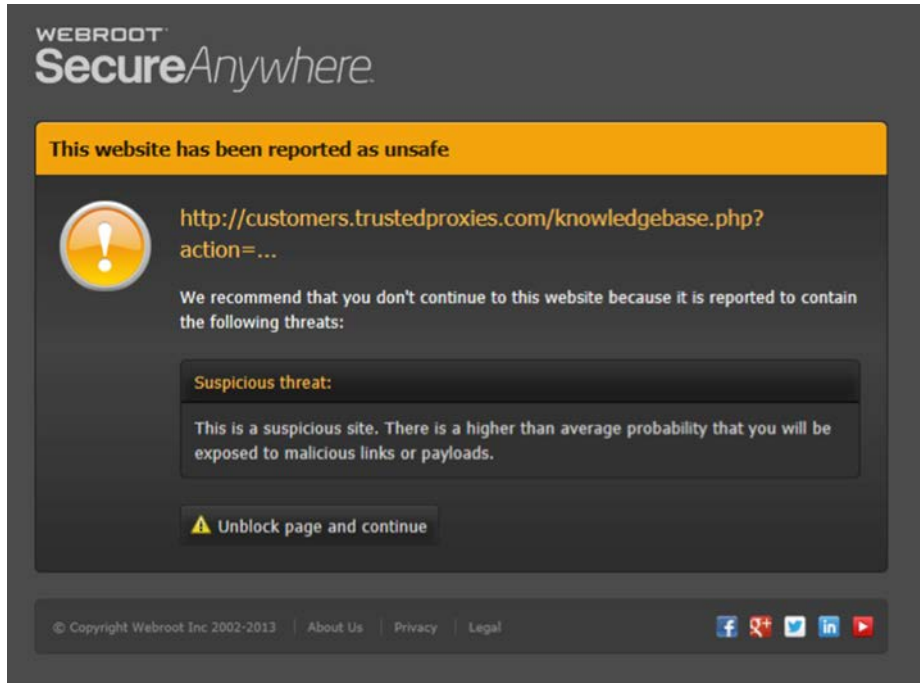 WEBROOT™
SecureAnywhere™
This website has been reported as unsafe
http://customers.trustedproxies.com/knowledgebase.php?
action=...
We recommend that you don't continue to this website because it is reported to contain
the following threats:
Suspicious threat:
This is a suspicious site. There is a higher than average probability that you will be
exposed to malicious links or payloads.
Unblock page and continue
© Copyright Webroot Inc 2002-2013 | About Us | Privacy | Legal